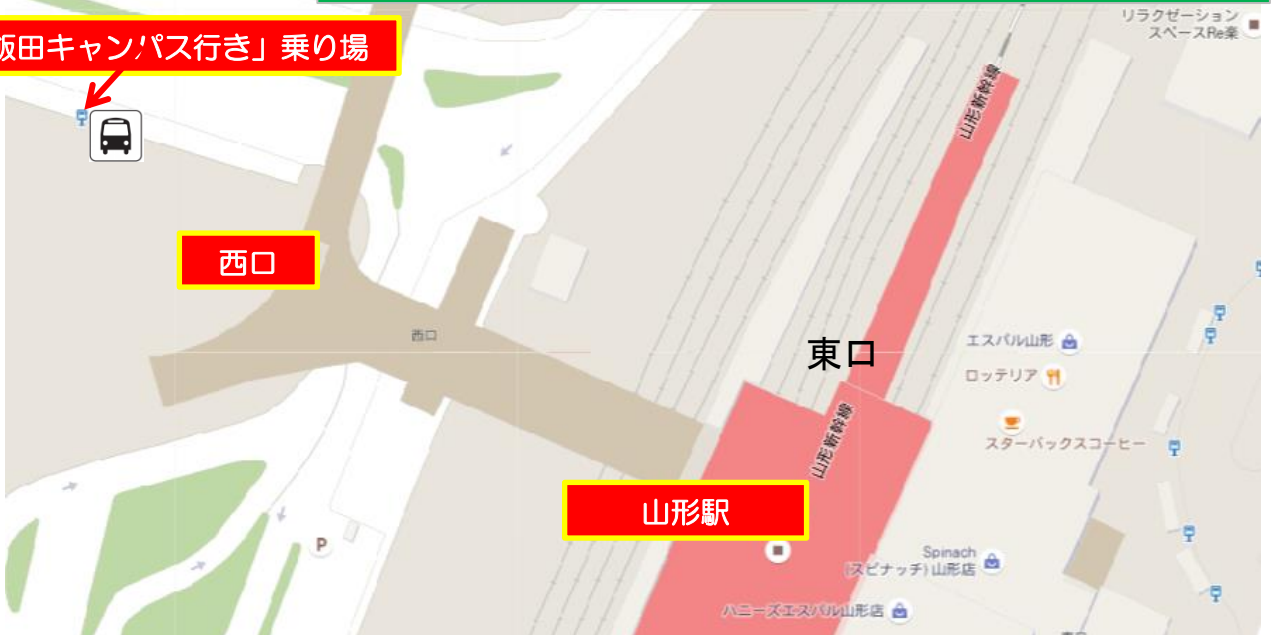 リラクゼーション
スペースRe楽
飯田キャンパス行き」乗り場
山形新幹線
西口
西口
東口
エスパル山形
ロッテリア
山形新幹線
スターバックスコーヒー
山形駅
P
Spinach
(スピナッチ)山形店
ハニーズエスパル山形店